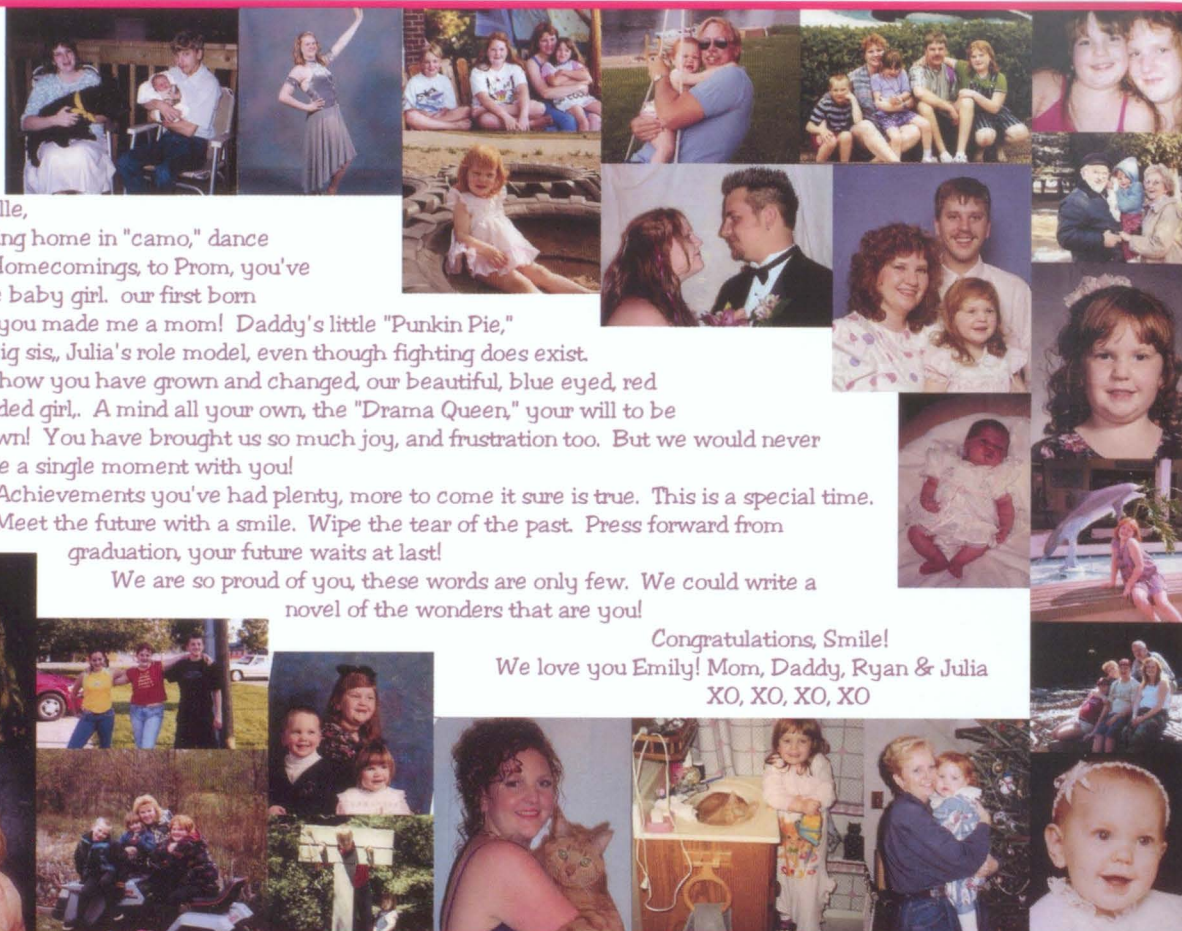 lle,
ng home in "camo," dance
Homecomings, to Prom, you've
baby girl. our first born
you made me a mom! Daddy's little "Punkin Pie,"
ig sis,, Julia's role model, even though fighting does exist.
how you have grown and changed, our beautiful, blue eyed, red
ded girl,. A mind all your own, the "Drama Queen," your will to be
wn! You have brought us so much joy, and frustration too. But we would never
e a single moment with you!
Achievements you've had plenty, more to come it sure is true. This is a special time.
Meet the future with a smile. Wipe the tear of the past. Press forward from
graduation, your future waits at last!
We are so proud of you, these words are only few. We could write a
novel of the wonders that are you!
Congratulations, Smile!
We love you Emily! Mom, Daddy, Ryan & Julia
XO, XO, XO, XO